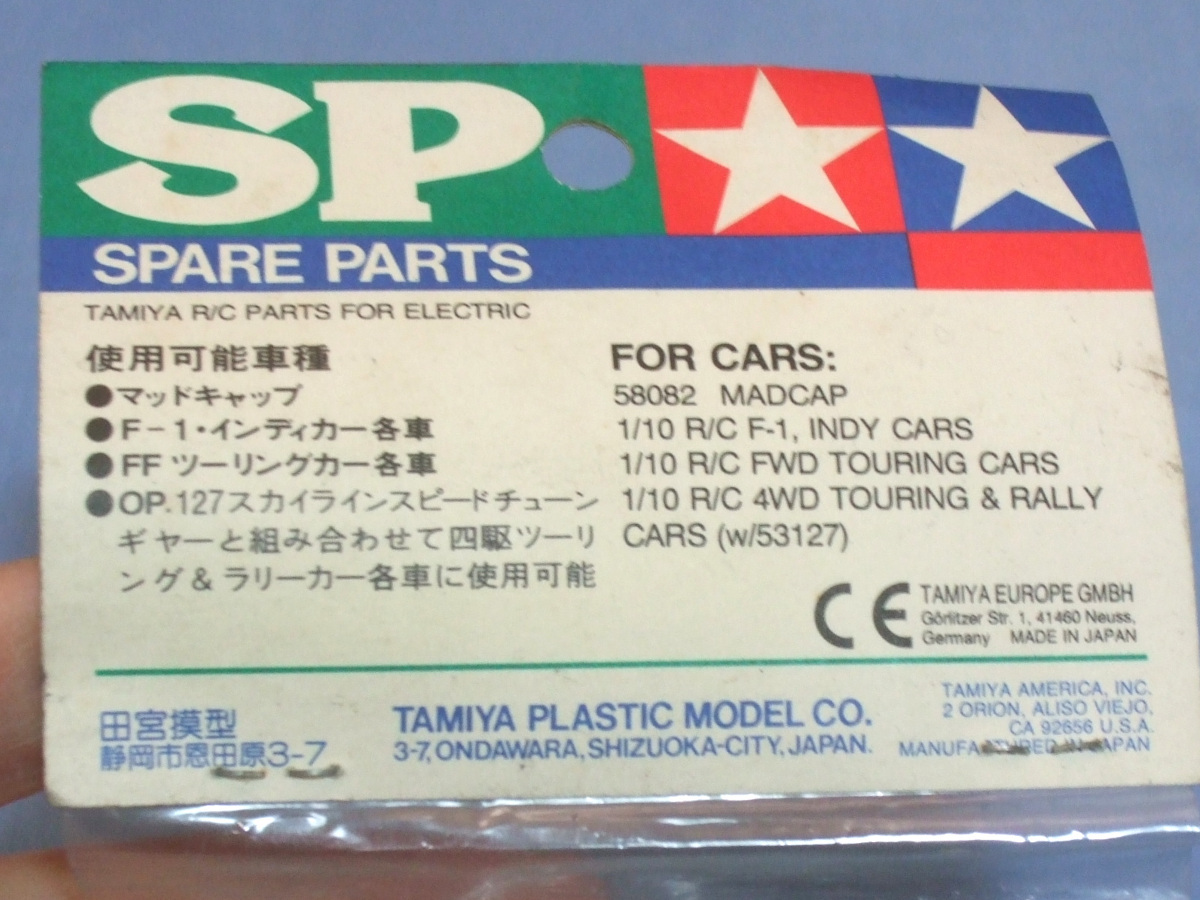 SP
SPARE PARTS
TAMIYA R/C PARTS FOR ELECTRIC
使用可能車種
●マッドキャップ
●F-1・インディカー各車
●FF ツーリングカー各車
●OP.127スカイラインスピードチューン
ギヤーと組み合わせて四駆ツーリ
ング&ラリーカー各車に使用可能
FOR CARS:
58082 MADCAP
1/10 R/C F-1, INDY CARS
1/10 R/C FWD TOURING CARS
1/10 R/C 4WD TOURING & RALLY
CARS (w/53127)
CE
TAMIYA EUROPE GMBH
Görlitzer Str. 1, 41460 Neuss,
Germany MADE IN JAPAN
田宮模型
静岡市恩田原3-7
TAMIYA PLASTIC MODEL CO.
3-7, ONDAWARA, SHIZUOKA-CITY, JAPAN.
TAMIYA AMERICA, INC.
2 ORION, ALISO VIEJO,
CA 92656 U.S.A.
MANUFACTURED IN JAPAN